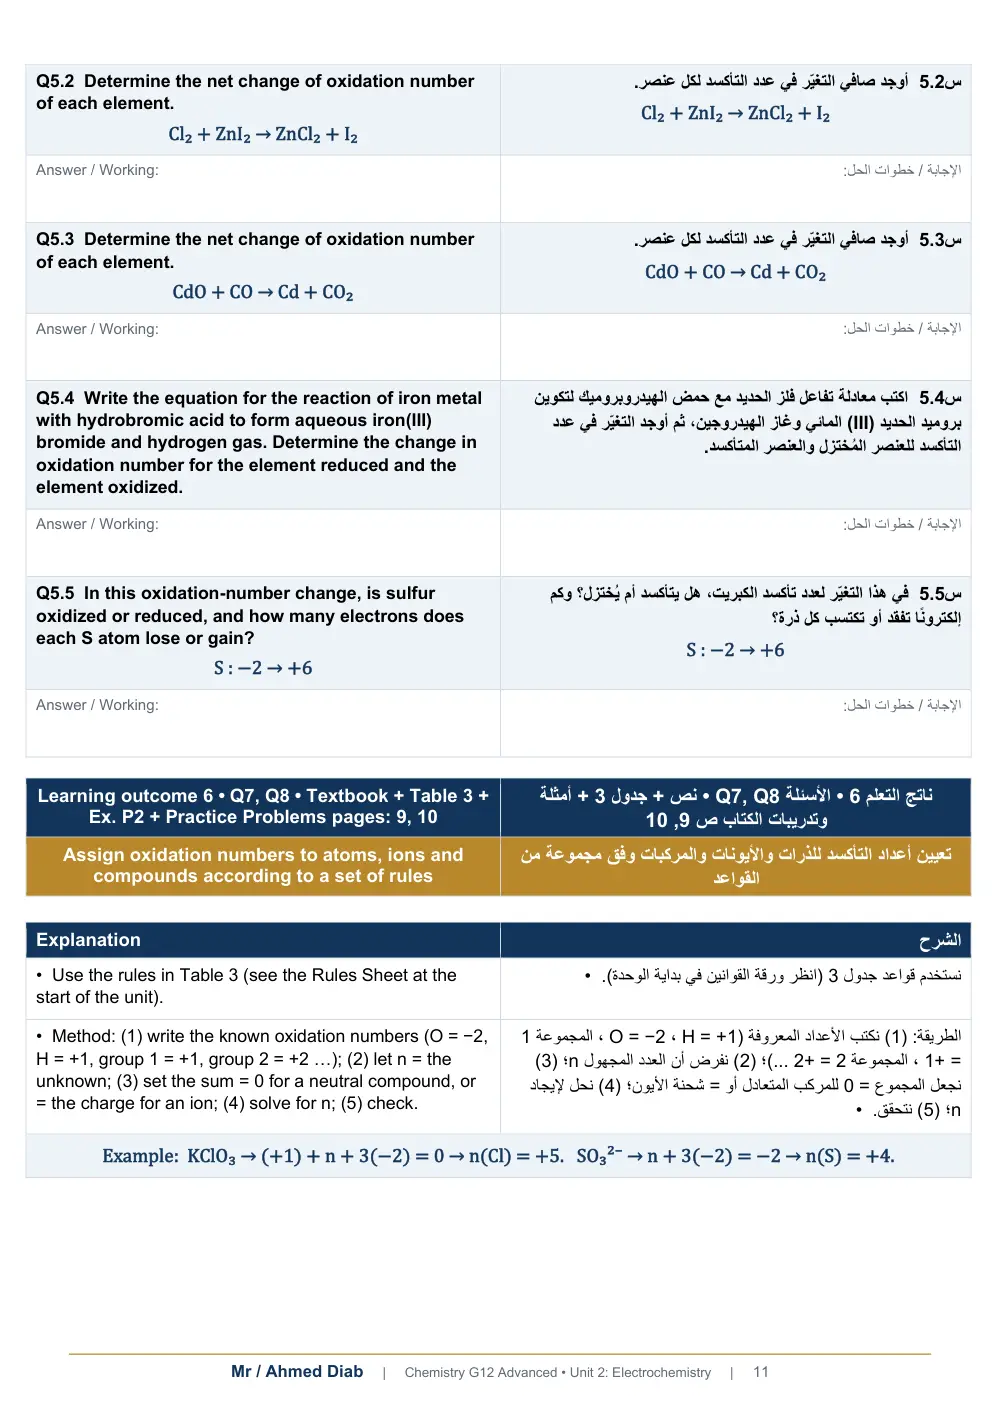 Q5.2  Determine the net change of oxidation number
of each element.
Cl₂ + ZnI₂ → ZnCl₂ + I₂
س5.2  أوجد صافي التغيّر في عدد التأكسد لكل عنصر.
Cl₂ + ZnI₂ → ZnCl₂ + I₂
Answer / Working:
الإجابة / خطوات الحل:
Q5.3  Determine the net change of oxidation number
of each element.
CdO + CO → Cd + CO₂
س5.3  أوجد صافي التغيّر في عدد التأكسد لكل عنصر.
CdO + CO → Cd + CO₂
Answer / Working:
الإجابة / خطوات الحل:
Q5.4  Write the equation for the reaction of iron metal
with hydrobromic acid to form aqueous iron(III)
bromide and hydrogen gas. Determine the change in
oxidation number for the element reduced and the
element oxidized.
س5.4  اكتب معادلة تفاعل فلز الحديد مع حمض الهيدروبروميك لتكوين
بروميد الحديد (III) المائي وغاز الهيدروجين، ثم أوجد التغيّر في عدد
التأكسد للعنصر المُختزل والعنصر المتأكسد.
Answer / Working:
الإجابة / خطوات الحل:
Q5.5  In this oxidation-number change, is sulfur
oxidized or reduced, and how many electrons does
each S atom lose or gain?
S : −2 → +6
س5.5  في هذا التغيّر لعدد تأكسد الكبريت، هل يتأكسد أم يُختزل؟ وكم
إلكترونًا تفقد أو تكتسب كل ذرة؟
S : −2 → +6
Answer / Working:
الإجابة / خطوات الحل:
Learning outcome 6 • Q7, Q8 • Textbook + Table 3 +
Ex. P2 + Practice Problems pages: 9, 10
ناتج التعلم 6 • الأسئلة Q7, Q8 • نص + جدول 3 + أمثلة
وتدريبات الكتاب ص 9, 10
Assign oxidation numbers to atoms, ions and
compounds according to a set of rules
تعيين أعداد التأكسد للذرات والأيونات والمركبات وفق مجموعة من
القواعد
Explanation
الشرح
• Use the rules in Table 3 (see the Rules Sheet at the
start of the unit).
نستخدم قواعد جدول 3 (انظر ورقة القوانين في بداية الوحدة). •
• Method: (1) write the known oxidation numbers (O = −2,
H = +1, group 1 = +1, group 2 = +2 …); (2) let n = the
unknown; (3) set the sum = 0 for a neutral compound, or
= the charge for an ion; (4) solve for n; (5) check.
الطريقة: (1) نكتب الأعداد المعروفة (O = −2 ، H = +1 ، المجموعة 1
= +1 ، المجموعة 2 = +2 ...)؛ (2) نفرض أن العدد المجهول n؛ (3)
نجعل المجموع = 0 للمركب المتعادل أو = شحنة الأيون؛ (4) نحل لإيجاد
n؛ (5) نتحقق. •
Example:  KClO₃ → (+1) + n + 3(−2) = 0 → n(Cl) = +5.  SO₃²⁻ → n + 3(−2) = −2 → n(S) = +4.
Mr / Ahmed Diab | Chemistry G12 Advanced • Unit 2: Electrochemistry | 11